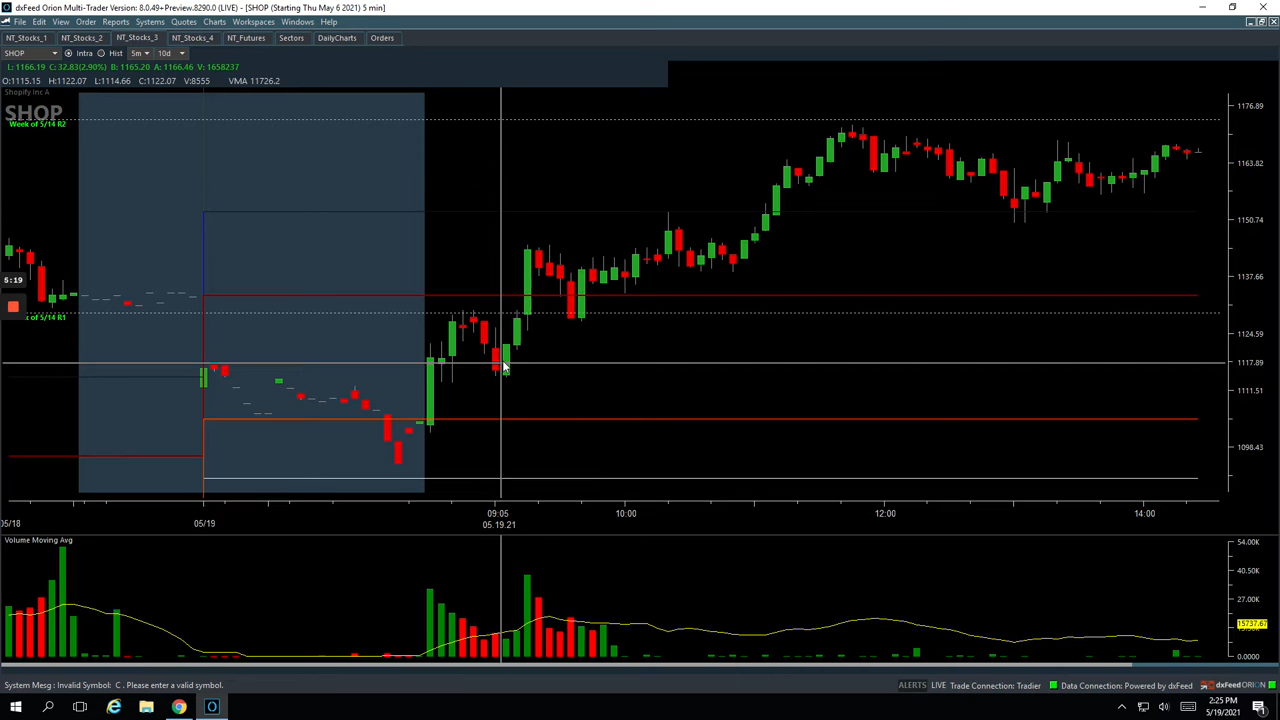 dxFeed Orion Multi-Trader Version: 8.0.49+Preview.8290.0 (LIVE) - [SHOP (Starting Thu May 6 2021) 5 min]
File Edit View Order Reports Systems Quotes Charts Workspaces Windows Help
NT_Stocks_1 NT_Stocks_2 NT_Stocks_3 NT_Stocks_4 NT_Futures Sectors DailyCharts Orders
SHOP Intra Hist 5m 10d
L: 1166.19 C: 32.83(2.90%) B: 1165.20 A: 1166.46 V: 1658237
O:1115.15 H:1122.07 L:1114.66 C:1122.07 V:8555 VMA 11726.2
Shopify Inc A
SHOP
Week of 5/14 R2
1176.89
1163.82
1150.74
1137.66
1124.59
1117.89
1111.51
1098.43
5:19
of 5/14 R1
05/18 05/19 09:05 10:00 12:00 14:00
05.19.21
Volume Moving Avg
54.00K
40.50K
27.00K
15737.67
0.0000
System Mesg : Invalid Symbol: C . Please enter a valid symbol. ALERTS LIVE Trade Connection: Tradier Data Connection: Powered by dxFeed dxFeed ORION
2:25 PM
5/19/2021